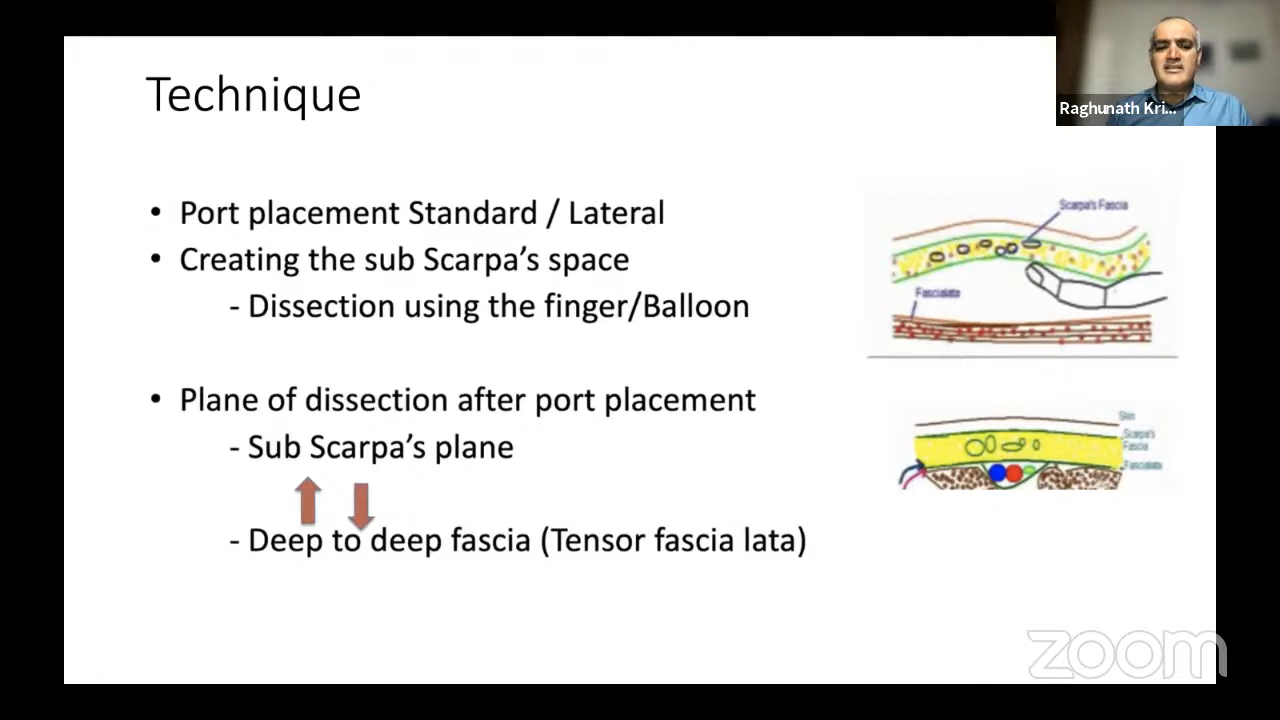 Technique
Raghunath Kri...
• Port placement Standard / Lateral
• Creating the sub Scarpa's space
- Dissection using the finger/Balloon
• Plane of dissection after port placement
- Sub Scarpa's plane
- Deep to deep fascia (Tensor fascia lata)
Scarpa's Fascia
Fascialata
Skin
Scarpa's
Fascia
Fascialata
zoom